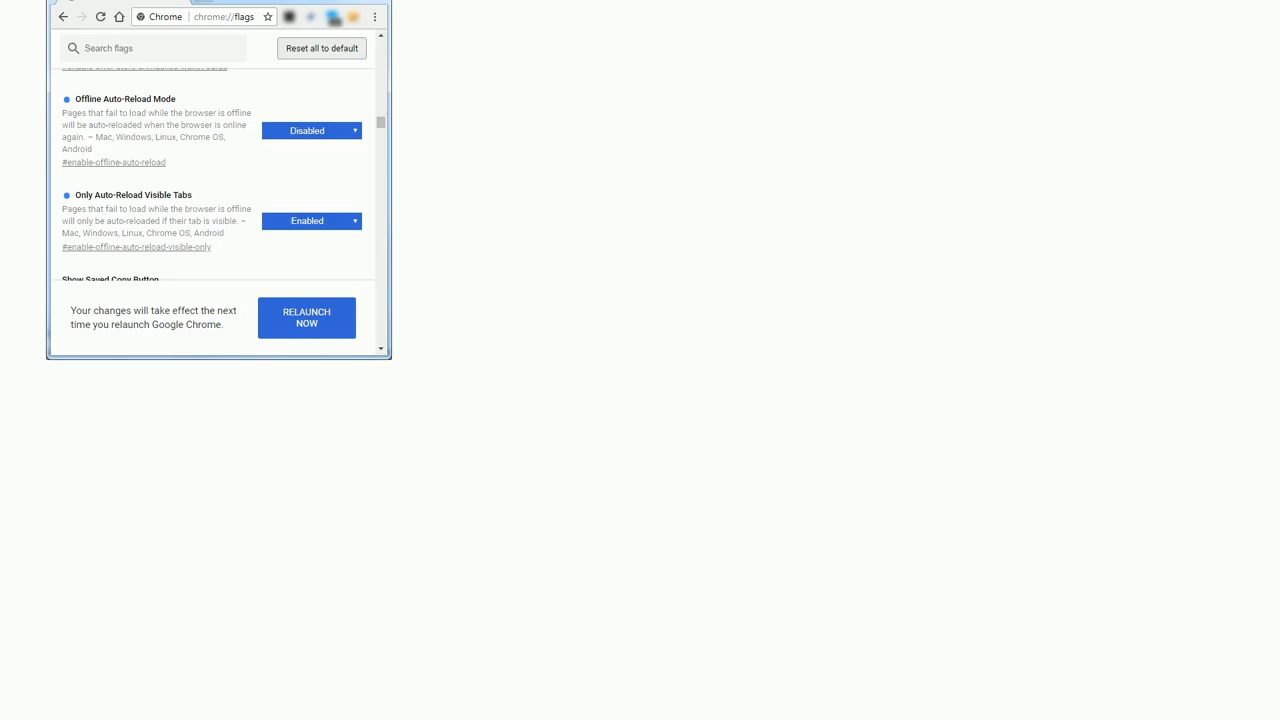 Chrome chrome://flags
Search flags
Reset all to default
Offline Auto-Reload Mode
Pages that fail to load while the browser is offline
will be auto-reloaded when the browser is online
again. – Mac, Windows, Linux, Chrome OS,
Android
#enable-offline-auto-reload
Disabled
Only Auto-Reload Visible Tabs
Pages that fail to load while the browser is offline
will only be auto-reloaded if their tab is visible. –
Mac, Windows, Linux, Chrome OS, Android
#enable-offline-auto-reload-visible-only
Enabled
Show Saved Copy Button
Your changes will take effect the next
time you relaunch Google Chrome.
RELAUNCH
NOW